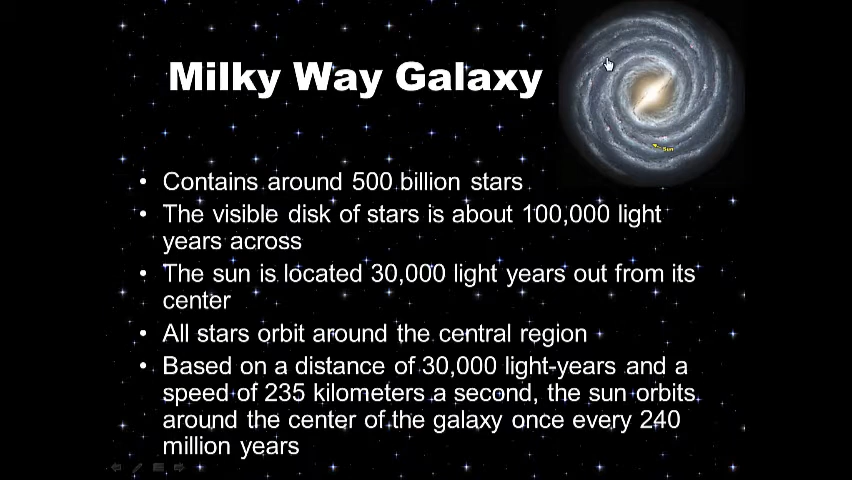 Milky Way Galaxy
Sun
• Contains around 500 billion stars
• The visible disk of stars is about 100,000 light
years across
• The sun is located 30,000 light years out from its
center
• All stars orbit around the central region
• Based on a distance of 30,000 light-years and a
speed of 235 kilometers a second, the sun orbits
around the center of the galaxy once every 240
million years